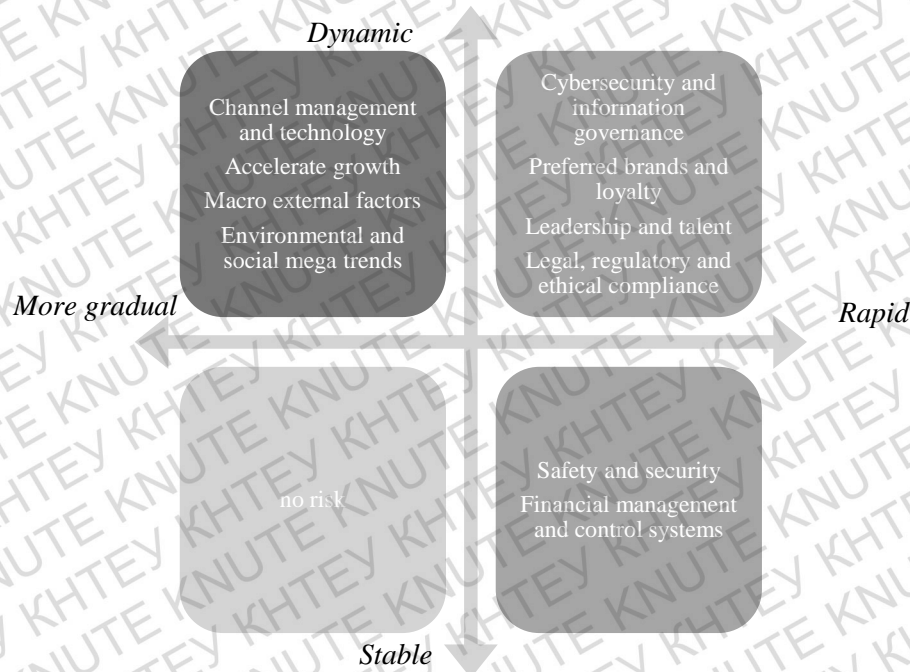 Dynamic
Channel management
and technology
Accelerate growth
Macro external factors
Environmental and
social mega trends
Cybersecurity and
information
governance
Preferred brands and
loyalty
Leadership and talent
Legal, regulatory and
ethical compliance
More gradual
Rapid
no risk
Safety and security
Financial management
and control systems
Stable